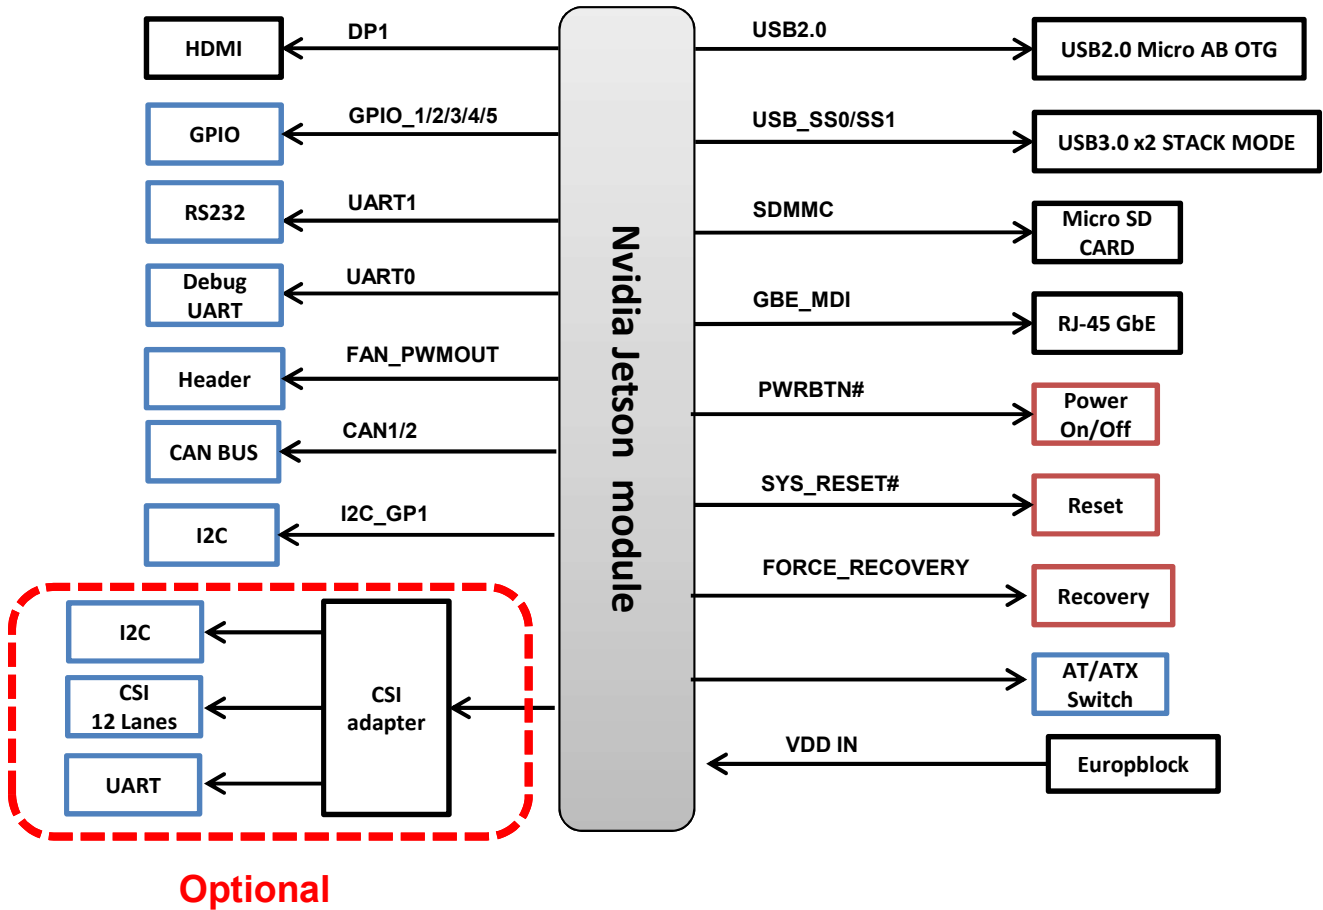 DP1
HDMI
GPIO_1/2/3/4/5
GPIO
UART1
RS232
UART0
Debug
UART
FAN_PWMOUT
Header
CAN1/2
CAN BUS
I2C_GP1
I2C
I2C
CSI
12 Lanes
UART
CSI
adapter
Optional
Nvidia Jetson module
USB2.0
USB2.0 Micro AB OTG
USB_SS0/SS1
USB3.0 x2 STACK MODE
SDMMC
Micro SD
CARD
GBE_MDI
RJ-45 GbE
PWRBTN#
Power
On/Off
SYS_RESET#
Reset
FORCE_RECOVERY
Recovery
AT/ATX
Switch
VDD IN
Europblock